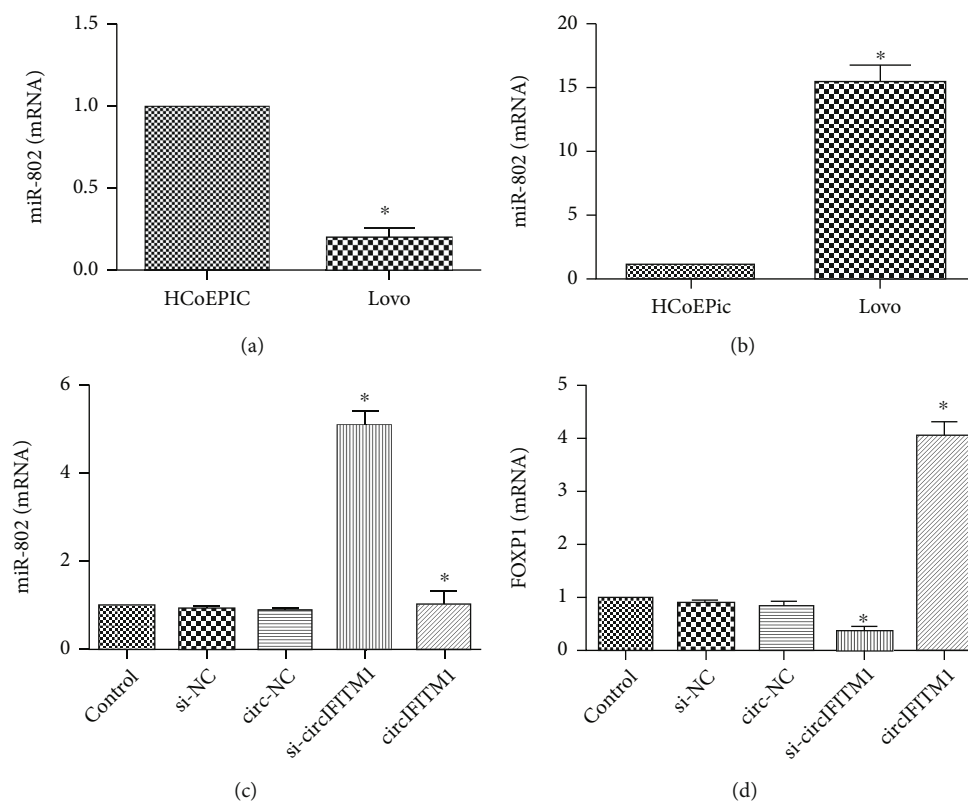 1.5
1.0
0.5
0.0
miR-802 (mRNA)
*
HCoEPIC
Lovo
(a)
20
15
10
5
0
miR-802 (mRNA)
*
HCoEPic
Lovo
(b)
6
4
2
0
miR-802 (mRNA)
*
*
Control
si-NC
circ-NC
si-circIFITM1
circIFITM1
(c)
5
4
3
2
1
0
FOXP1 (mRNA)
*
*
Control
si-NC
circ-NC
si-circIFITM1
circIFITM1
(d)